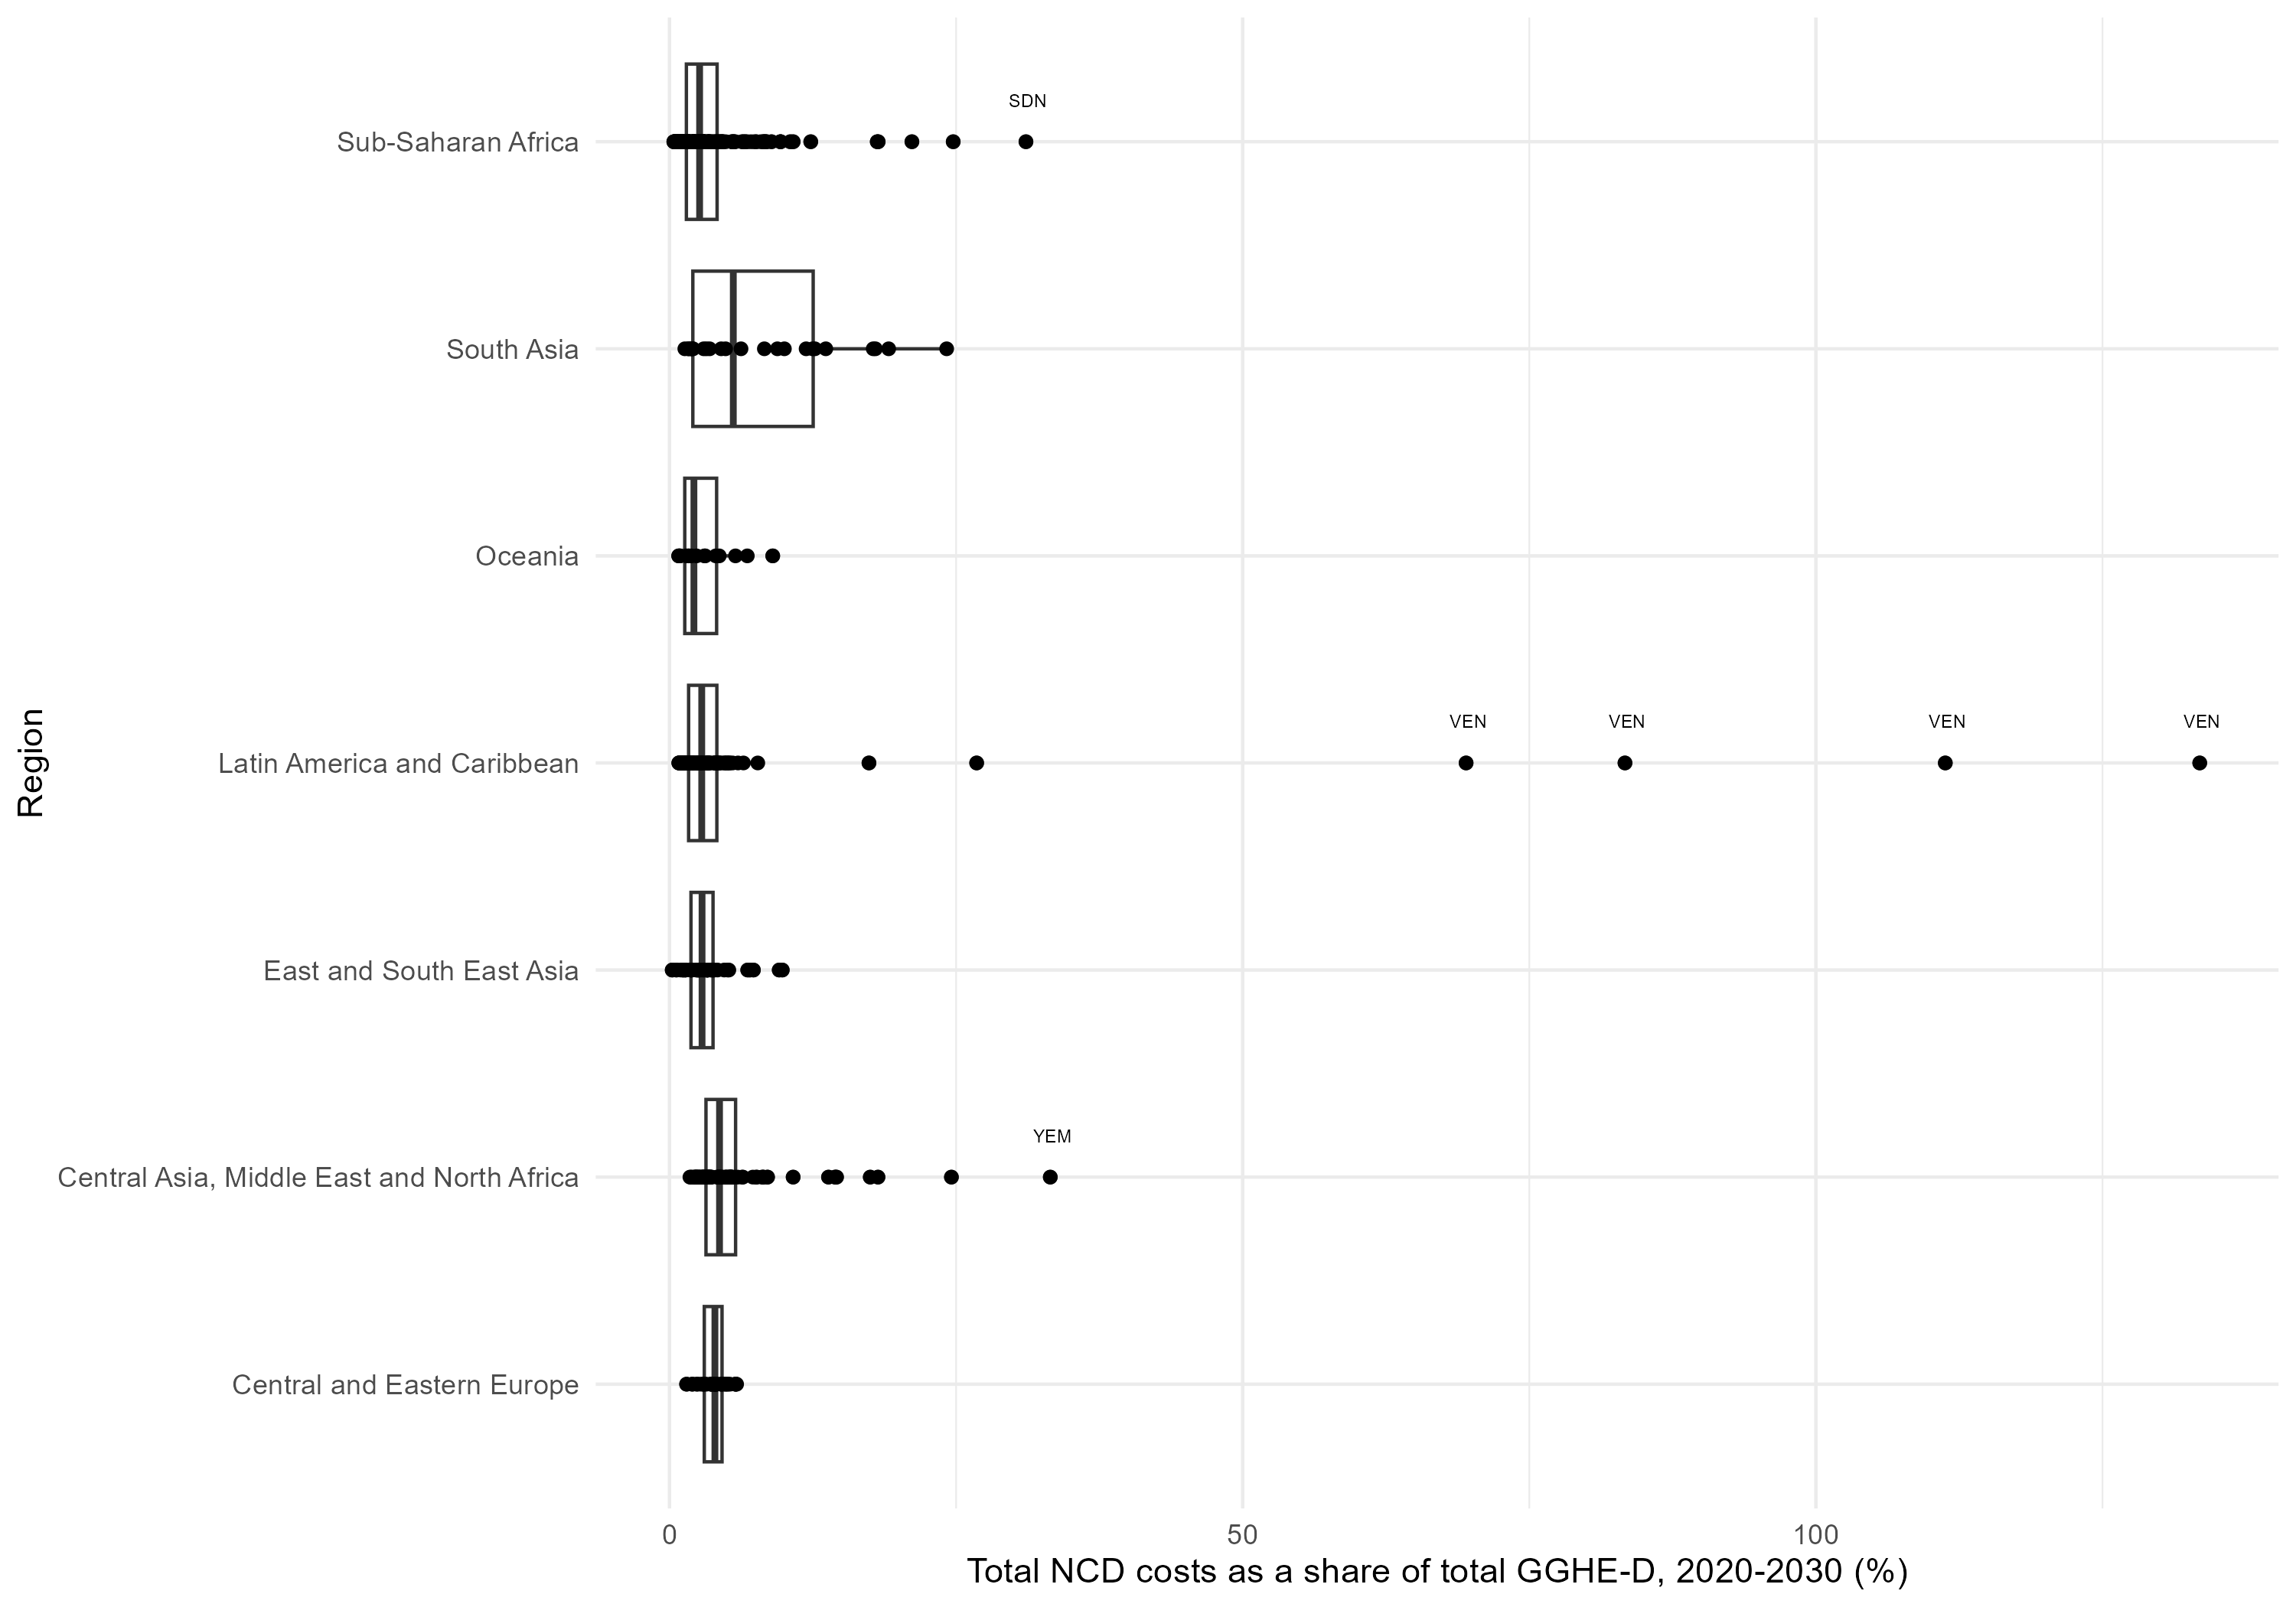 SDN
Sub-Saharan Africa
South Asia
Oceania
VEN VEN VEN VEN
Region
Latin America and Caribbean
East and South East Asia
YEM
Central Asia, Middle East and North Africa
Central and Eastern Europe
0 50 100
Total NCD costs as a share of total GGHE-D, 2020-2030 (%)